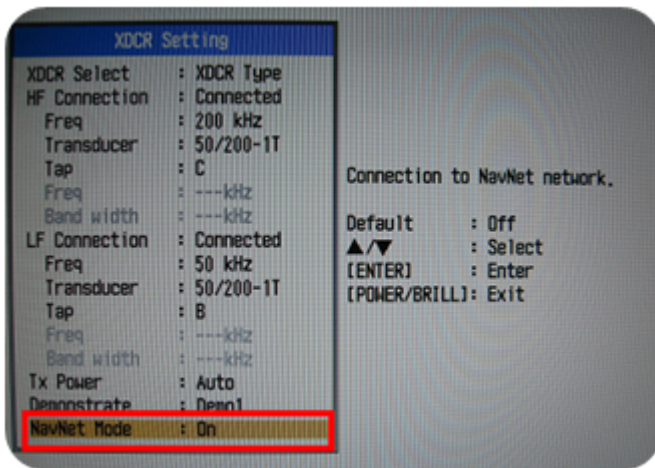 XDCR Setting
XDCR Select : XDCR Type
HF Connection : Connected
Freq : 200 kHz
Transducer : 50/200-1T
Tap : C
Freq : ---kHz
Band width : ---kHz
LF Connection : Connected
Freq : 50 kHz
Transducer : 50/200-1T
Tap : B
Freq : ---kHz
Band width : ---kHz
Tx Power : Auto
Demonstrate : Demo1
NavNet Mode : On
Connection to NavNet network.
Default : Off
▲/▼ : Select
[ENTER] : Enter
[POWER/BRILL]: Exit